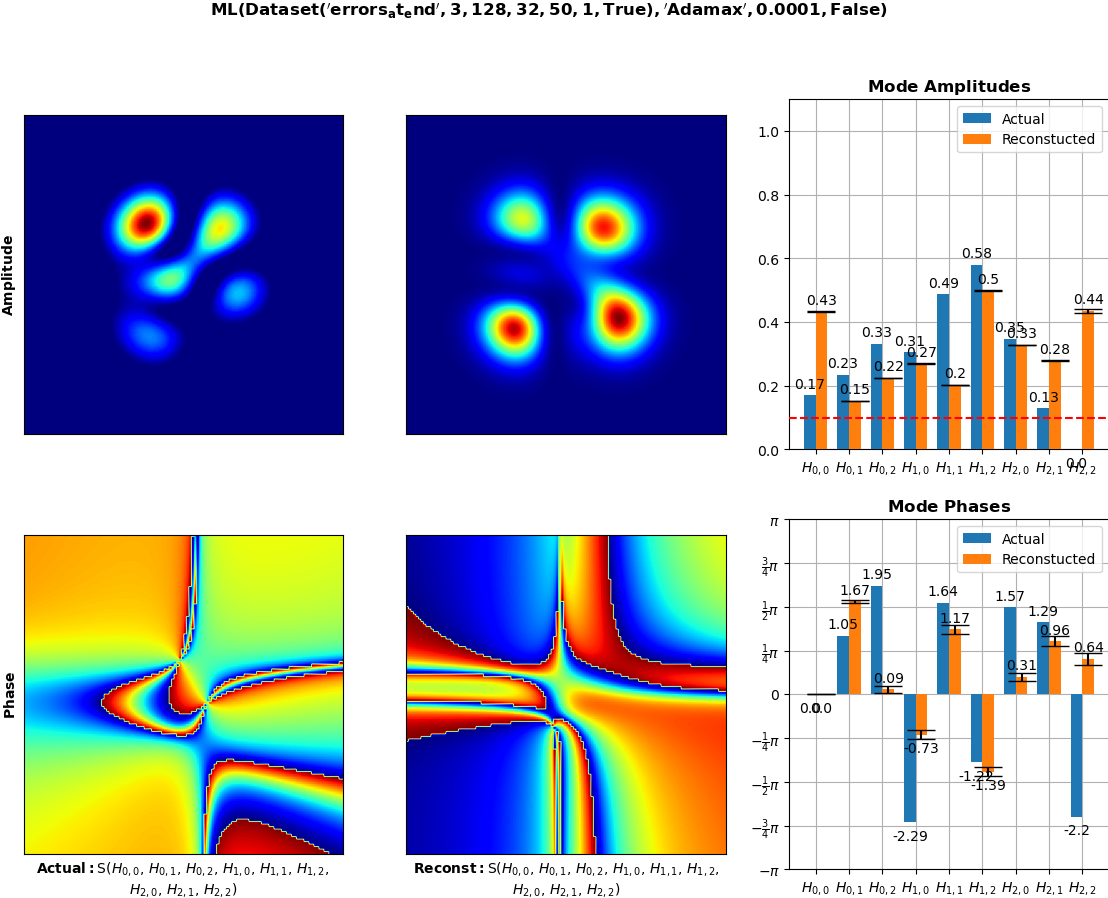 ML(Dataset('errors_at_end', 3, 128, 32, 50, 1, True), 'Adamax', 0.0001, False)
Amplitude
Mode Amplitudes
Actual
Reconstucted
1.0
0.8
0.6
0.4
0.2
0.0
0.17
0.43
0.23
0.15
0.33
0.22
0.31
0.27
0.49
0.2
0.58
0.5
0.35
0.33
0.13
0.28
0.0
0.44
H0,0 H0,1 H0,2 H1,0 H1,1 H1,2 H2,0 H2,1 H2,2
Phase
Mode Phases
Actual
Reconstucted
π
3/4π
1/2π
1/4π
0
−1/4π
−1/2π
−3/4π
−π
0.0
0.0
1.05
1.67
1.95
0.09
-2.29
-0.73
1.64
1.17
-1.22
-1.39
1.57
0.31
1.29
0.96
-2.2
0.64
H0,0 H0,1 H0,2 H1,0 H1,1 H1,2 H2,0 H2,1 H2,2
Actual: S(H0,0, H0,1, H0,2, H1,0, H1,1, H1,2,
H2,0, H2,1, H2,2)
Reconst: S(H0,0, H0,1, H0,2, H1,0, H1,1, H1,2,
H2,0, H2,1, H2,2)